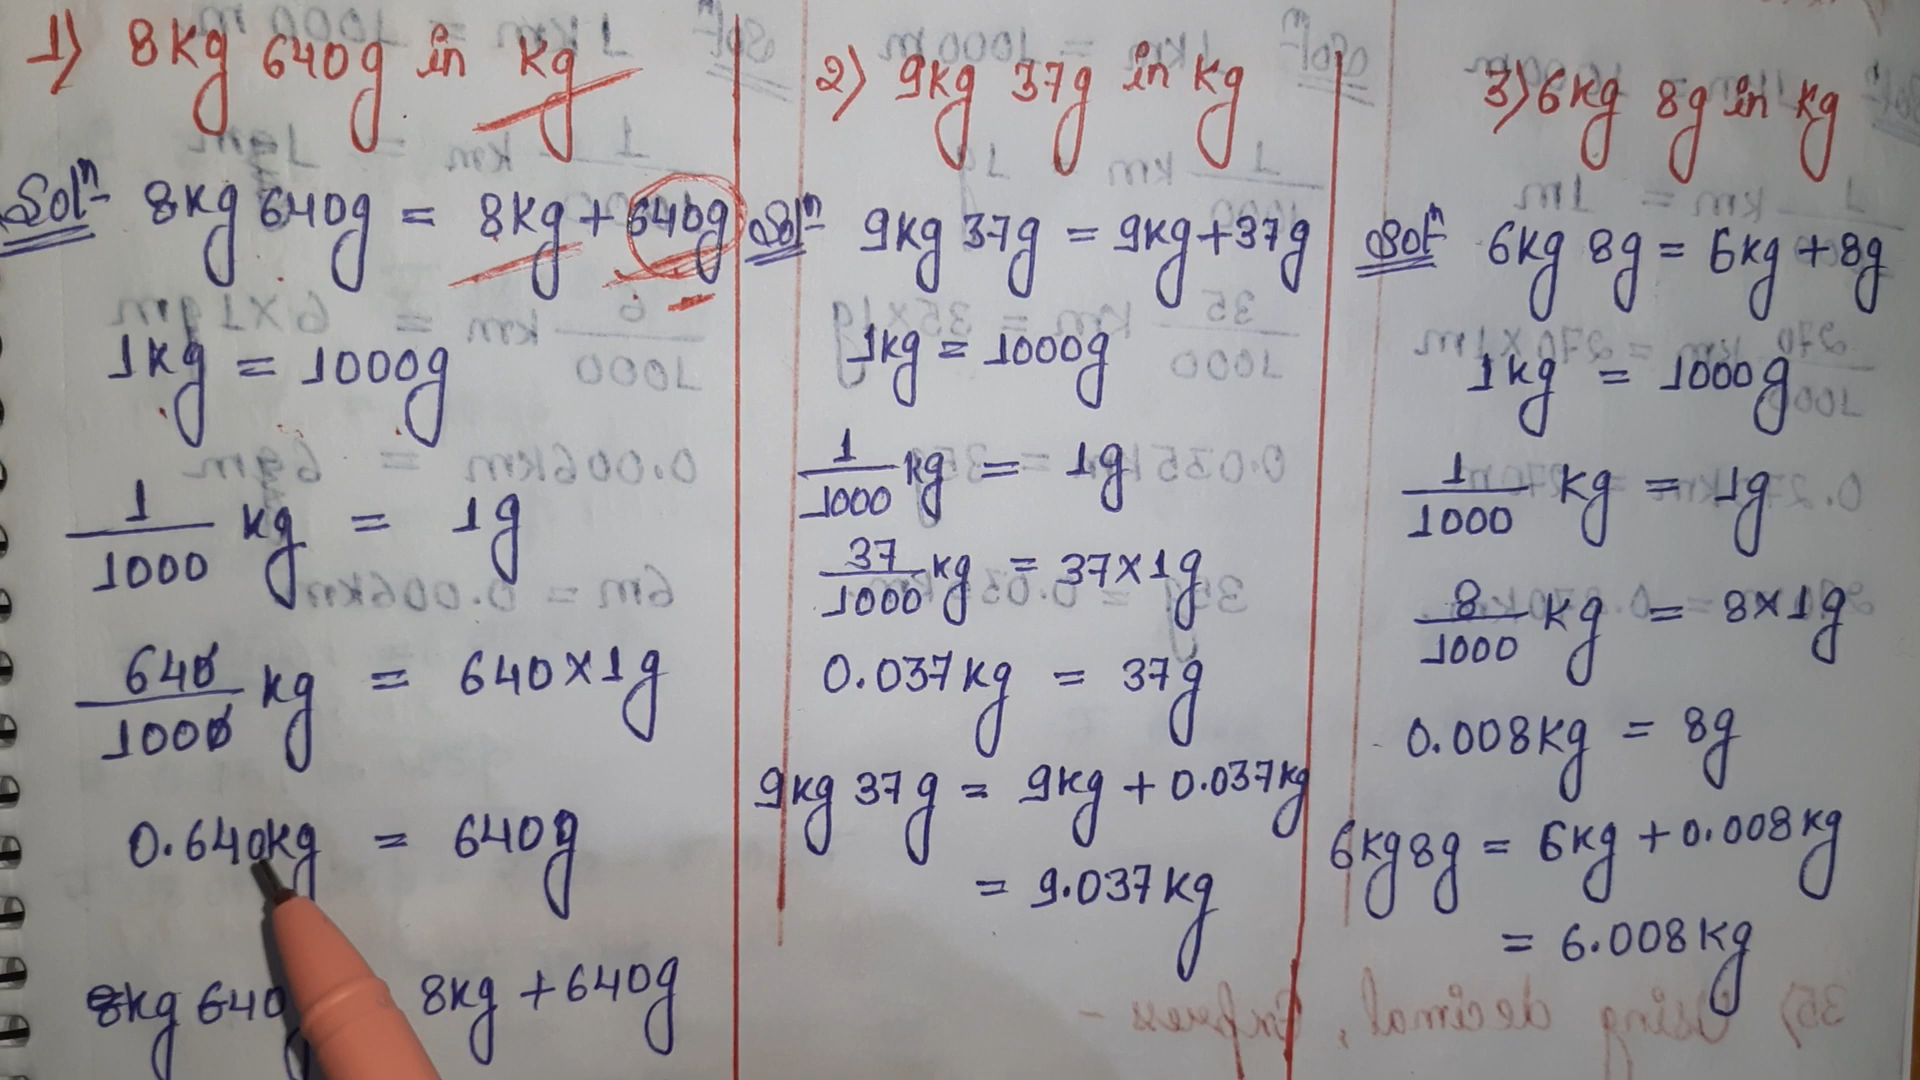 1) 8kg 640g in kg
Solⁿ- 8kg 640g = 8kg + 640g
1kg = 1000g
1/1000 kg = 1g
640/1000 kg = 640×1g
0.640kg = 640g
8kg 640 8kg + 640g
2) 9kg 37g in kg
Solⁿ- 9kg 37g = 9kg + 37g
1kg = 1000g
1/1000 kg = 1g
37/1000 kg = 37×1g
0.037kg = 37g
9kg 37g = 9kg + 0.037kg
= 9.037kg
3) 6kg 8g in kg
Solⁿ- 6kg 8g = 6kg + 8g
1kg = 1000g
1/1000 kg = 1g
8/1000 kg = 8×1g
0.008kg = 8g
6kg 8g = 6kg + 0.008kg
= 6.008kg